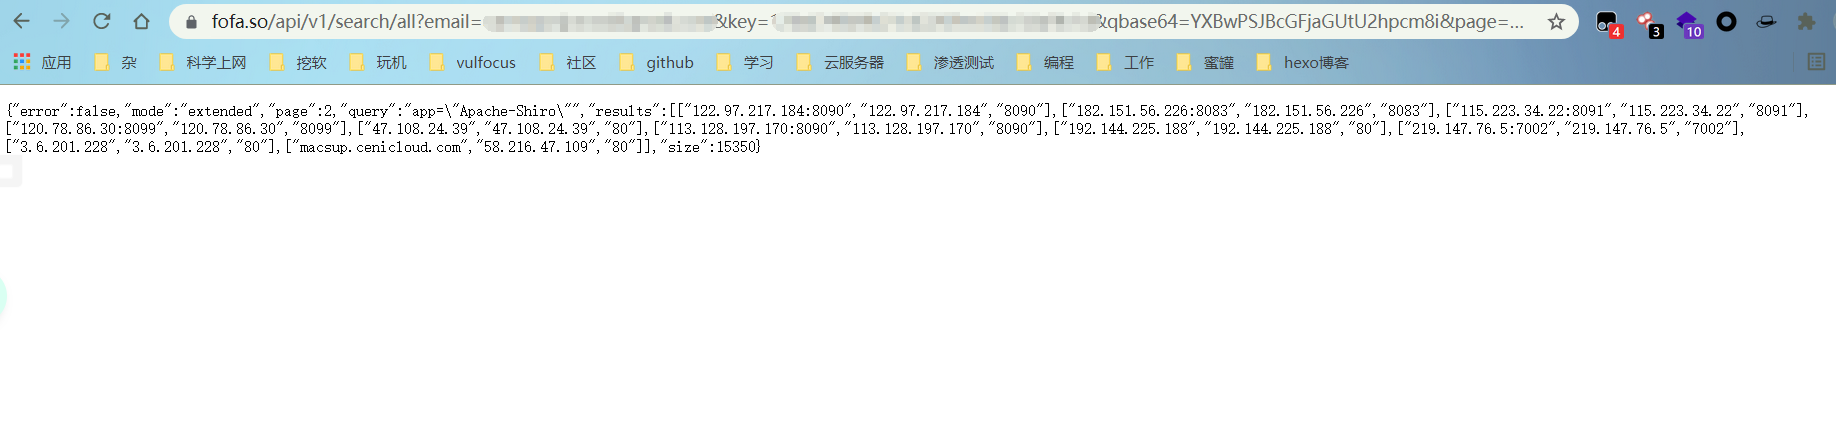 fofa.so/api/v1/search/all?email= &key= &qbase64=YXBwPSJBcGFjaGUtU2hpcm8i&page=...
4 3 10
应用 杂 科学上网 挖软 玩机 vulfocus 社区 github 学习 云服务器 渗透测试 编程 工作 蜜罐 hexo博客
{"error":false,"mode":"extended","page":2,"query":"app=\"Apache-Shiro\"","results":[["122.97.217.184:8090","122.97.217.184","8090"],["182.151.56.226:8083","182.151.56.226","8083"],["115.223.34.22:8091","115.223.34.22","8091"],
["120.78.86.30:8099","120.78.86.30","8099"],["47.108.24.39","47.108.24.39","80"],["113.128.197.170:8090","113.128.197.170","8090"],["192.144.225.188","192.144.225.188","80"],["219.147.76.5:7002","219.147.76.5","7002"],
["3.6.201.228","3.6.201.228","80"],["macsup.cenicloud.com","58.216.47.109","80"]],"size":15350}